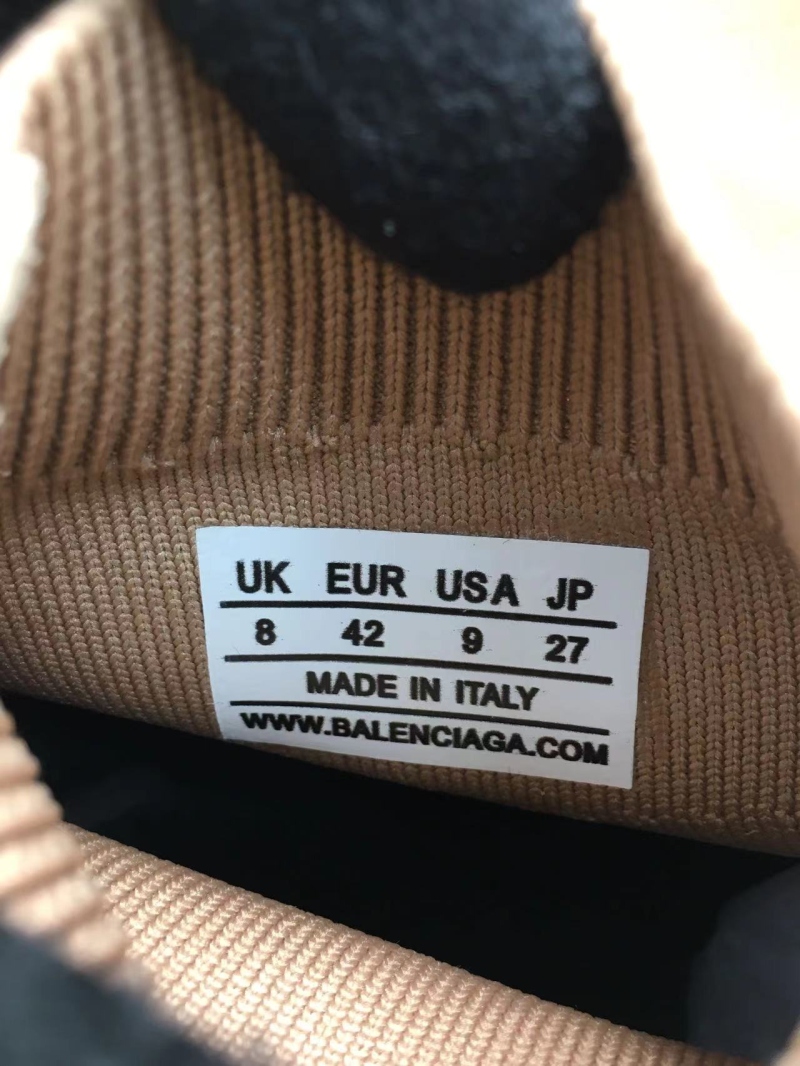 UK EUR USA JP
8 42 9 27
MADE IN ITALY
WWW.BALENCIAGA.COM